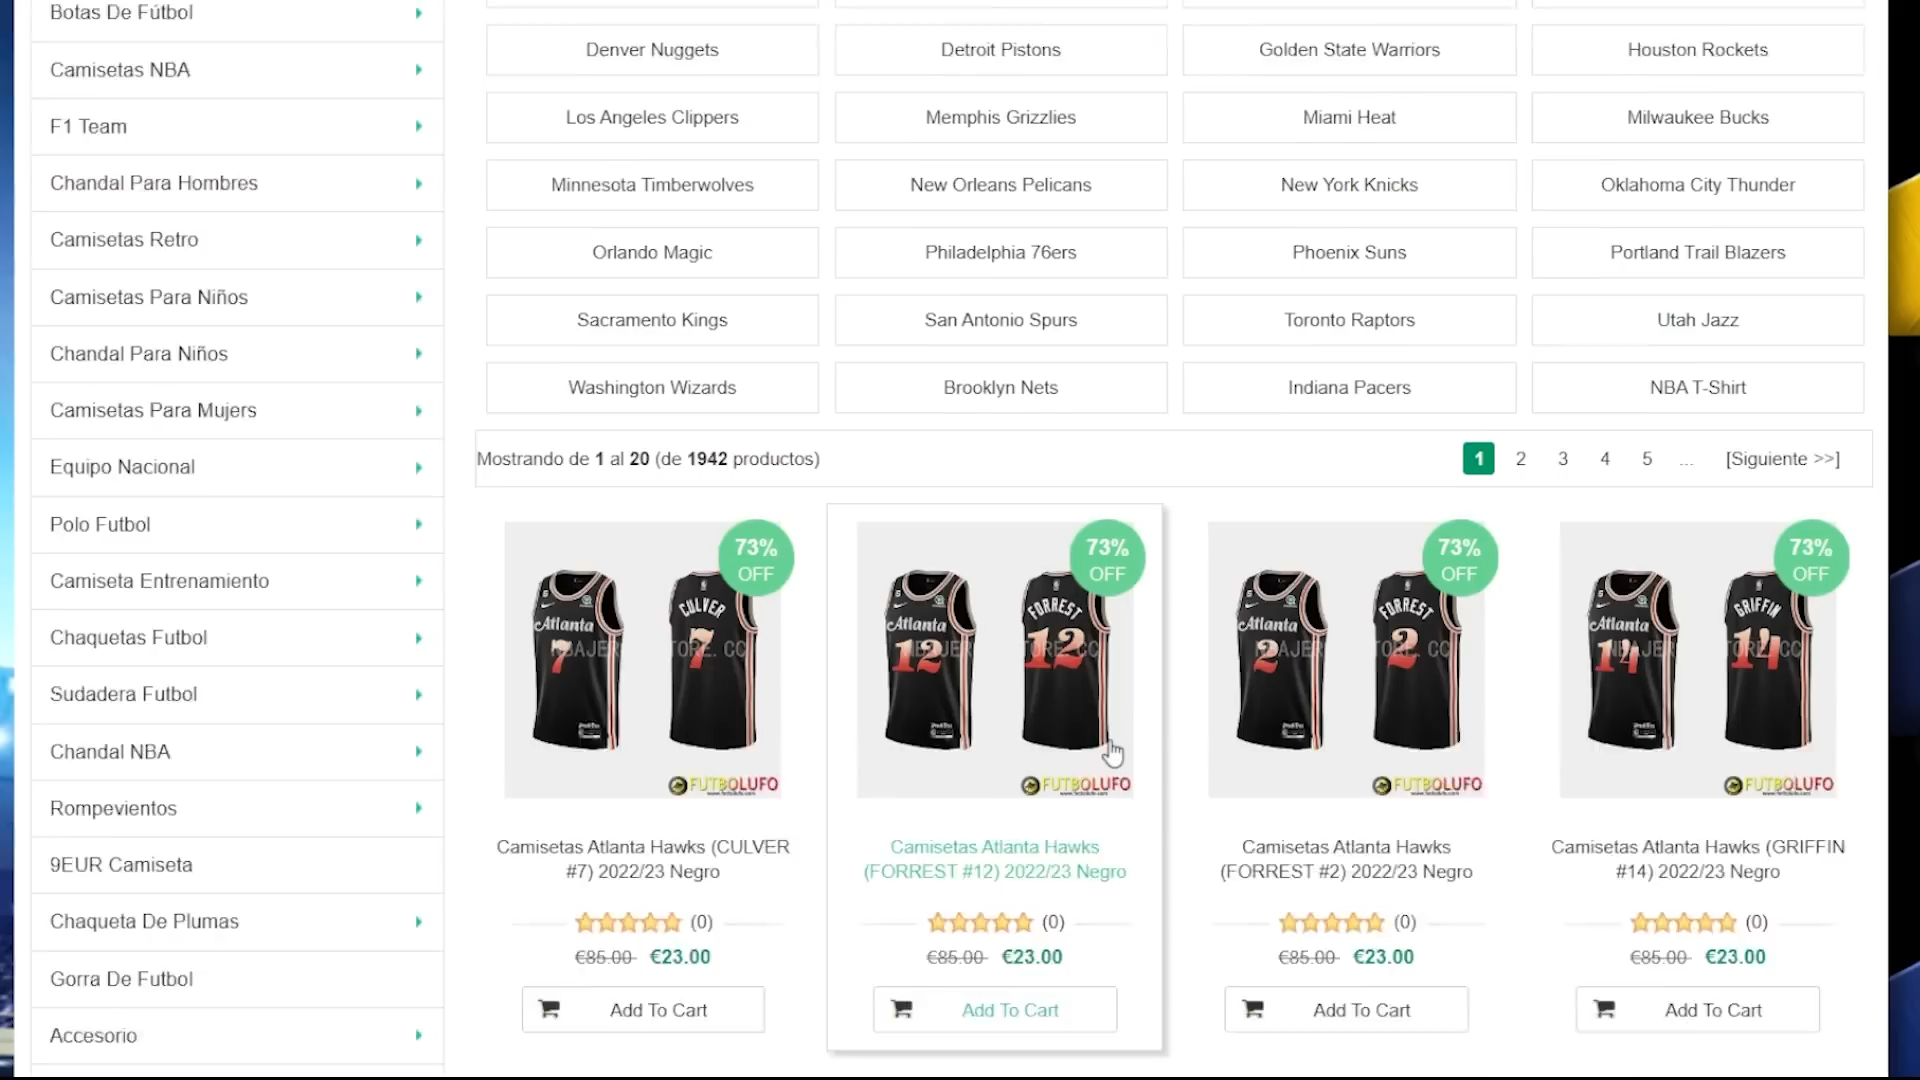 Botas De Fútbol
Camisetas NBA
F1 Team
Chandal Para Hombres
Camisetas Retro
Camisetas Para Niños
Chandal Para Niños
Camisetas Para Mujers
Equipo Nacional
Polo Futbol
Camiseta Entrenamiento
Chaquetas Futbol
Sudadera Futbol
Chandal NBA
Rompevientos
9EUR Camiseta
Chaqueta De Plumas
Gorra De Futbol
Accesorio
Denver Nuggets Detroit Pistons Golden State Warriors Houston Rockets
Los Angeles Clippers Memphis Grizzlies Miami Heat Milwaukee Bucks
Minnesota Timberwolves New Orleans Pelicans New York Knicks Oklahoma City Thunder
Orlando Magic Philadelphia 76ers Phoenix Suns Portland Trail Blazers
Sacramento Kings San Antonio Spurs Toronto Raptors Utah Jazz
Washington Wizards Brooklyn Nets Indiana Pacers NBA T-Shirt
Mostrando de 1 al 20 (de 1942 productos) 1 2 3 4 5 ... [Siguiente >>]
73%
OFF
CULVER
Atlanta
7 7
FUTBOLUFO
Camisetas Atlanta Hawks (CULVER
#7) 2022/23 Negro
(0)
€85.00 €23.00
Add To Cart
73%
OFF
FORREST
Atlanta
12 12
FUTBOLUFO
Camisetas Atlanta Hawks
(FORREST #12) 2022/23 Negro
(0)
€85.00 €23.00
Add To Cart
73%
OFF
FORREST
Atlanta
2 2
FUTBOLUFO
Camisetas Atlanta Hawks
(FORREST #2) 2022/23 Negro
(0)
€85.00 €23.00
Add To Cart
73%
OFF
GRIFFIN
Atlanta
14 14
FUTBOLUFO
Camisetas Atlanta Hawks (GRIFFIN
#14) 2022/23 Negro
(0)
€85.00 €23.00
Add To Cart